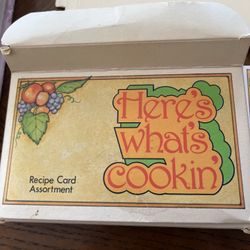 Here's
what's
cookin'
Recipe Card
Assortment